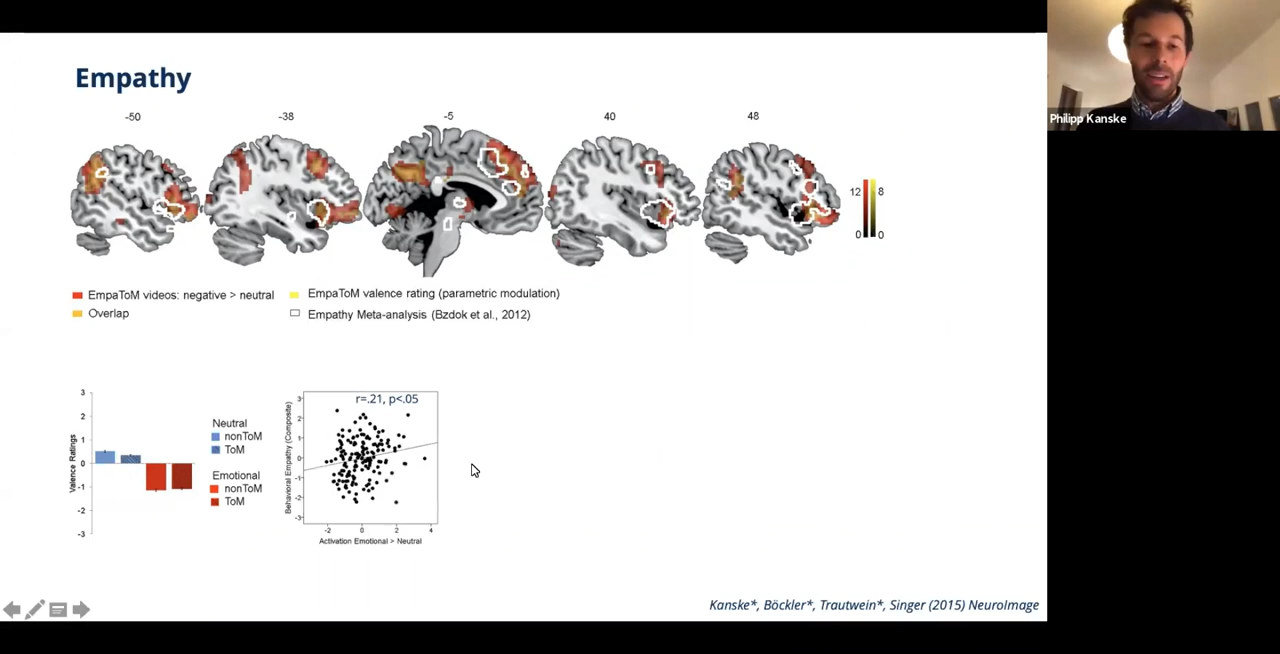 Empathy
-50 -38 -5 40 48
12 8
0 0
EmpaToM videos: negative > neutral
EmpaToM valence rating (parametric modulation)
Overlap
Empathy Meta-analysis (Bzdok et al., 2012)
Valence Ratings
3
2
1
0
-1
-2
-3
Neutral
nonToM
ToM
Emotional
nonToM
ToM
r=.21, p<.05
Behavioral Empathy (Composite)
3
2
1
0
-1
-2
-3
-2 0 2 4
Activation Emotional > Neutral
Kanske*, Böckler*, Trautwein*, Singer (2015) NeuroImage
Philipp Kanske